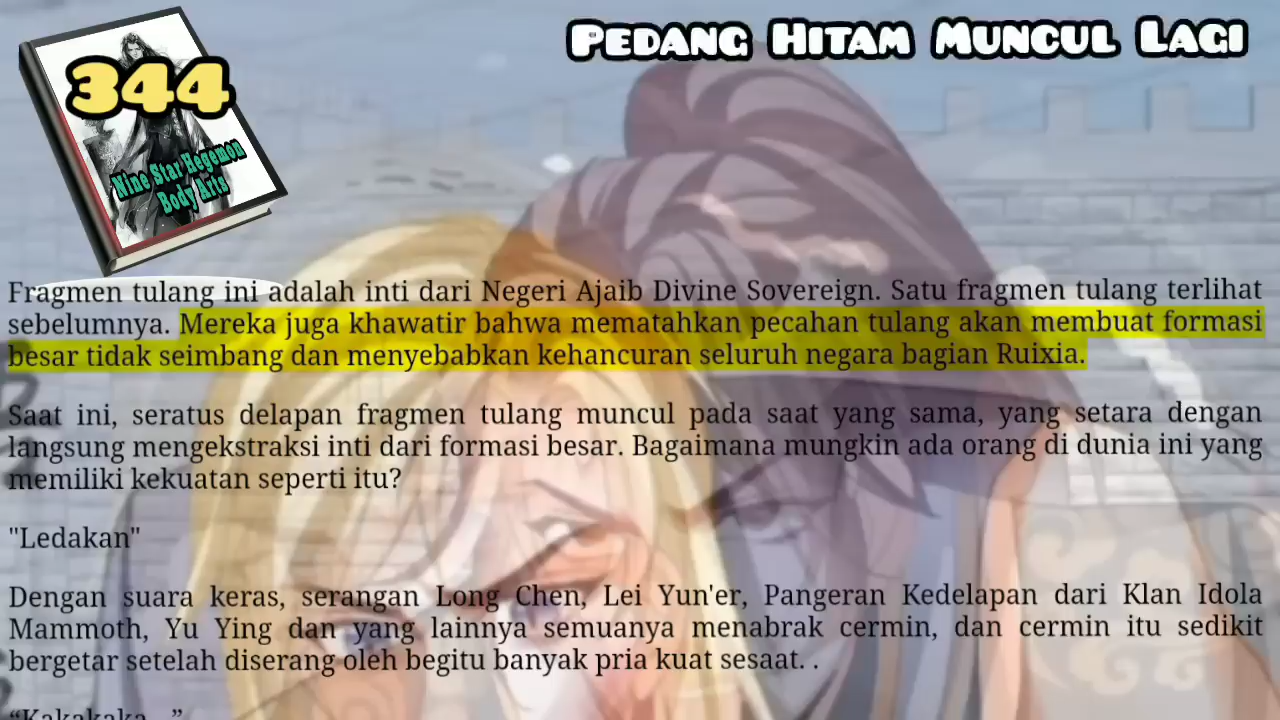 344
PEDANG HITAM MUNCUL LAGI
Nine Star Hegemon
Body Arts
Fragmen tulang ini adalah inti dari Negeri Ajaib Divine Sovereign. Satu fragmen tulang terlihat
sebelumnya. Mereka juga khawatir bahwa mematahkan pecahan tulang akan membuat formasi
besar tidak seimbang dan menyebabkan kehancuran seluruh negara bagian Ruixia.
Saat ini, seratus delapan fragmen tulang muncul pada saat yang sama, yang setara dengan
langsung mengekstraksi inti dari formasi besar. Bagaimana mungkin ada orang di dunia ini yang
memiliki kekuatan seperti itu?
"Ledakan"
Dengan suara keras, serangan Long Chen, Lei Yun'er, Pangeran Kedelapan dari Klan Idola
Mammoth, Yu Ying dan yang lainnya semuanya menabrak cermin, dan cermin itu sedikit
bergetar setelah diserang oleh begitu banyak pria kuat sesaat. .
“Kakakaka…”